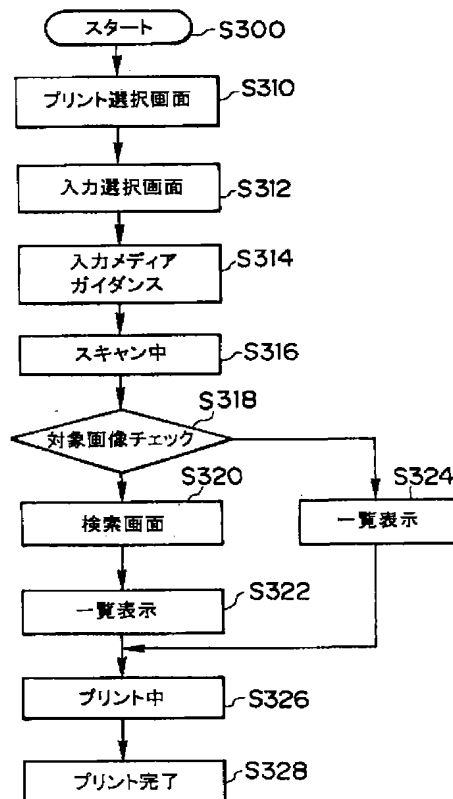 スタート
S300
プリント選択画面
S310
入力選択画面
S312
入力メディア
ガイダンス
S314
スキャン中
S316
対象画像チェック
S318
S320
検索画面
S324
一覧表示
一覧表示
S322
プリント中
S326
プリント完了
S328